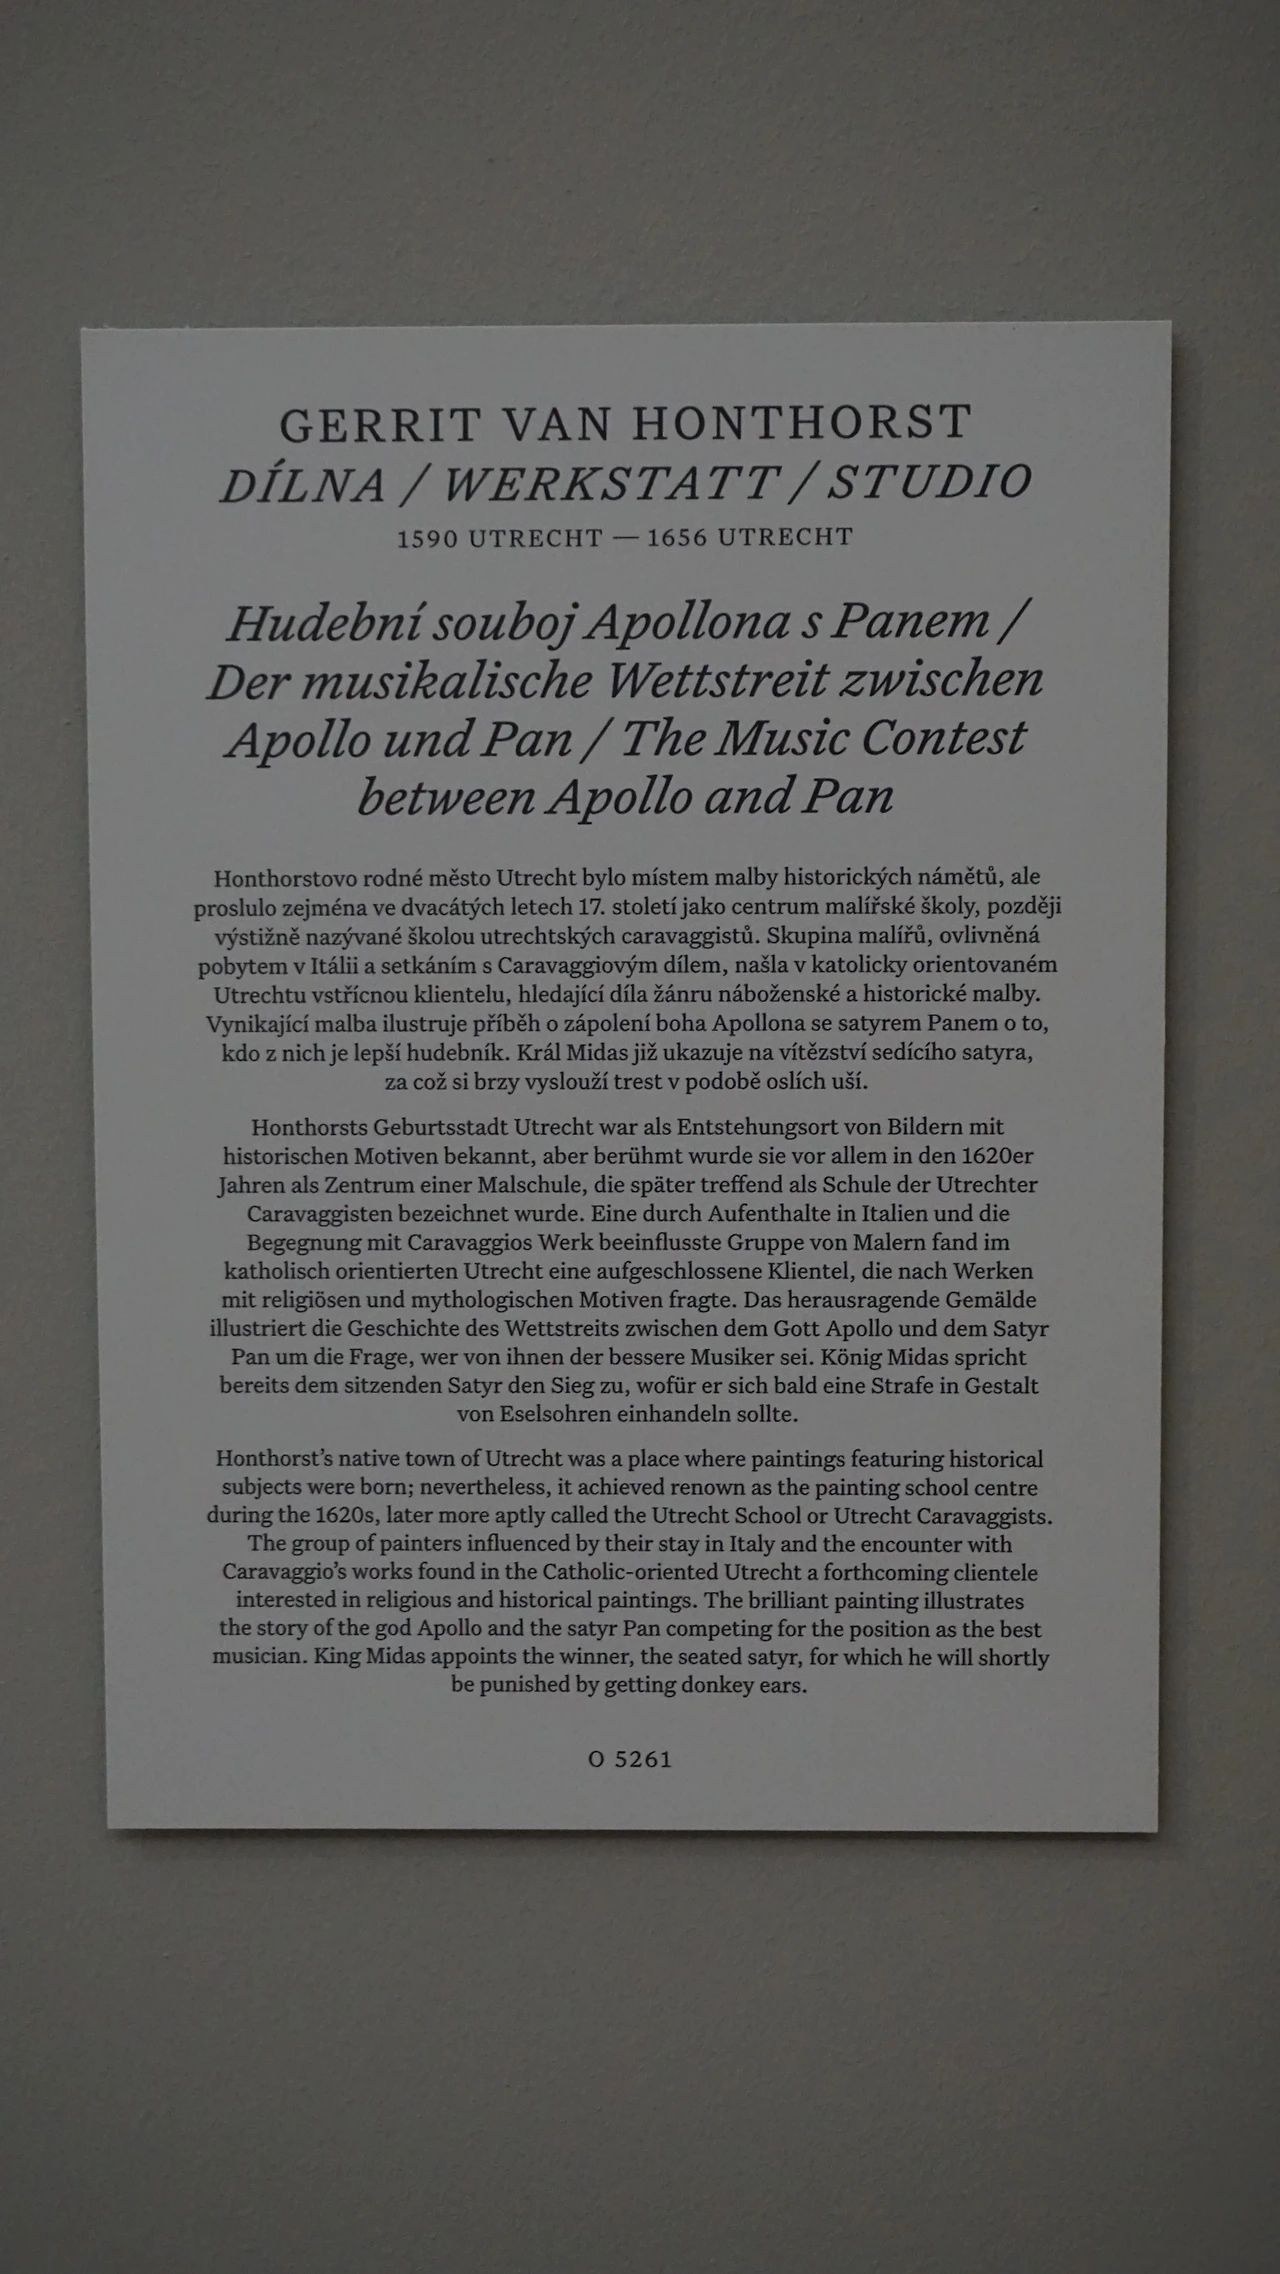 GERRIT VAN HONTHORST
DÍLNA / WERKSTATT / STUDIO
1590 UTRECHT — 1656 UTRECHT
Hudební souboj Apollona s Panem /
Der musikalische Wettstreit zwischen
Apollo und Pan / The Music Contest
between Apollo and Pan
Honthorstovo rodné město Utrecht bylo místem malby historických námětů, ale
proslulo zejména ve dvacátých letech 17. století jako centrum malířské školy, později
výstižně nazývané školou utrechtských caravaggistů. Skupina malířů, ovlivněná
pobytem v Itálii a setkáním s Caravaggiovým dílem, našla v katolicky orientovaném
Utrechtu vstřícnou klientelu, hledající díla žánru náboženské a historické malby.
Vynikající malba ilustruje příběh o zápolení boha Apollona se satyrem Panem o to,
kdo z nich je lepší hudebník. Král Midas již ukazuje na vítězství sedícího satyra,
za což si brzy vyslouží trest v podobě oslích uší.
Honthorsts Geburtsstadt Utrecht war als Entstehungsort von Bildern mit
historischen Motiven bekannt, aber berühmt wurde sie vor allem in den 1620er
Jahren als Zentrum einer Malschule, die später treffend als Schule der Utrechter
Caravaggisten bezeichnet wurde. Eine durch Aufenthalte in Italien und die
Begegnung mit Caravaggios Werk beeinflusste Gruppe von Malern fand im
katholisch orientierten Utrecht eine aufgeschlossene Klientel, die nach Werken
mit religiösen und mythologischen Motiven fragte. Das herausragende Gemälde
illustriert die Geschichte des Wettstreits zwischen dem Gott Apollo und dem Satyr
Pan um die Frage, wer von ihnen der bessere Musiker sei. König Midas spricht
bereits dem sitzenden Satyr den Sieg zu, wofür er sich bald eine Strafe in Gestalt
von Eselsohren einhandeln sollte.
Honthorst’s native town of Utrecht was a place where paintings featuring historical
subjects were born; nevertheless, it achieved renown as the painting school centre
during the 1620s, later more aptly called the Utrecht School or Utrecht Caravaggists.
The group of painters influenced by their stay in Italy and the encounter with
Caravaggio’s works found in the Catholic-oriented Utrecht a forthcoming clientele
interested in religious and historical paintings. The brilliant painting illustrates
the story of the god Apollo and the satyr Pan competing for the position as the best
musician. King Midas appoints the winner, the seated satyr, for which he will shortly
be punished by getting donkey ears.
O 5261